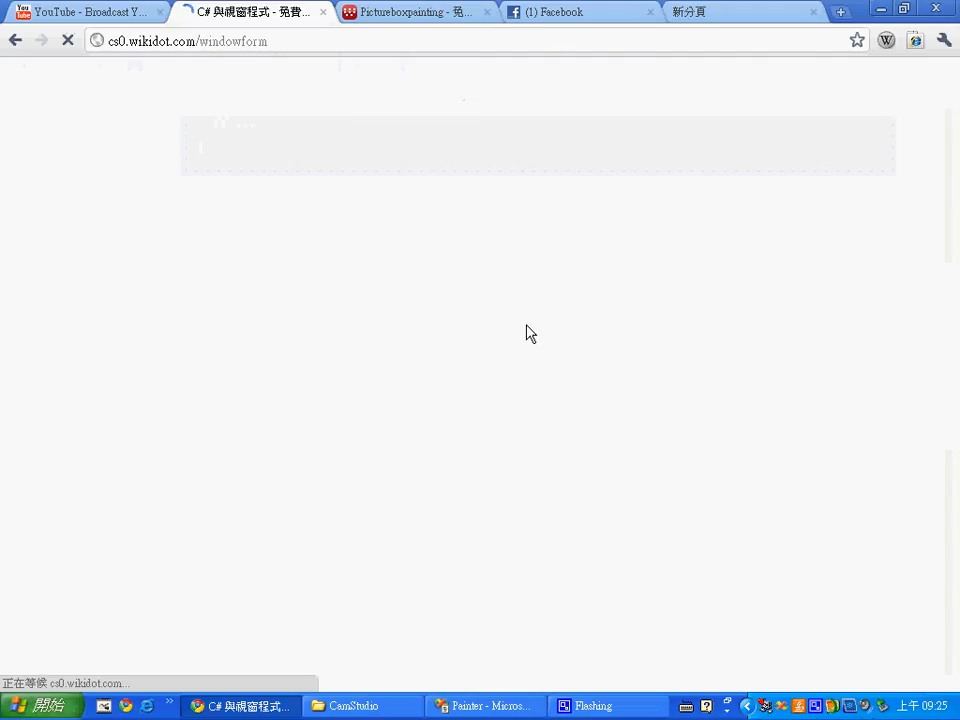 YouTube - Broadcast Y...
C# 與視窗程式 - 免費...
Pictureboxpainting - 免...
(1) Facebook
新分頁
cs0.wikidot.com/windowform
正在等候 cs0.wikidot.com...
開始
C# 與視窗程式...
CamStudio
Painter - Micros...
Flashing
上午 09:25